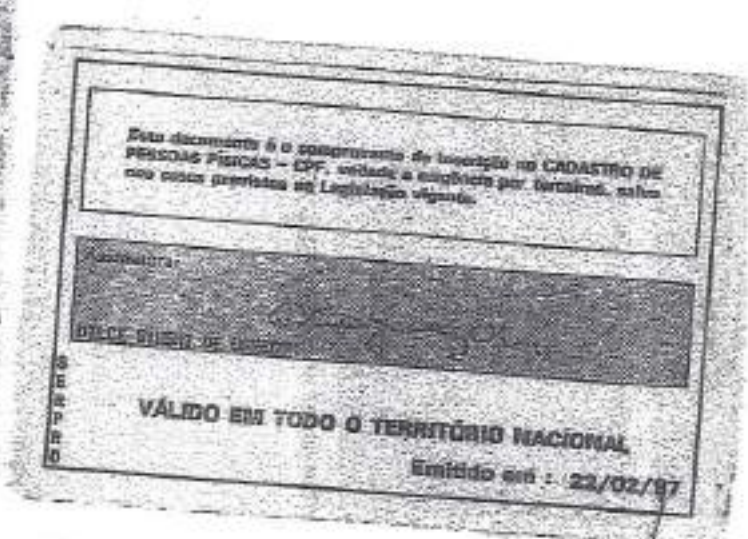 Este documento é o comprovante de inscrição no CADASTRO DE
PESSOAS FÍSICAS - CPF, vedada a exigência por terceiros, salvo
nos casos previstos na Legislação vigente.
Assinatura
DE
SERPRO
VÁLIDO EM TODO O TERRITÓRIO NACIONAL
Emitido em : 22/02/97